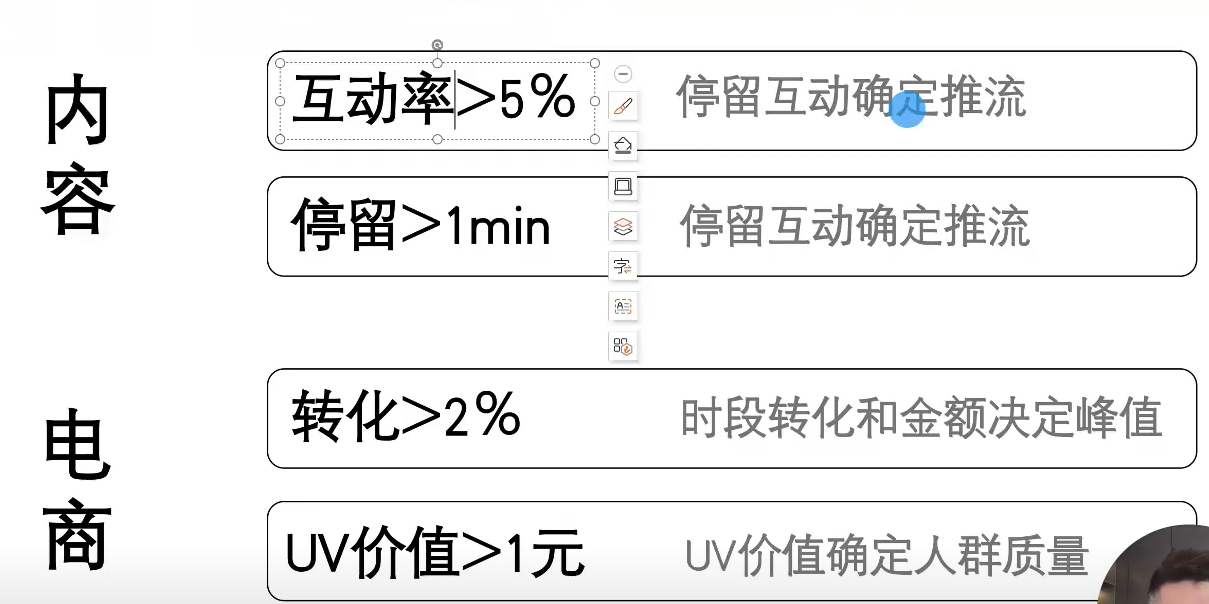 内容
互动率>5%
停留互动确定推流
停留>1min
停留互动确定推流
电商
转化>2%
时段转化和金额决定峰值
UV价值>1元
UV价值确定人群质量
字
A